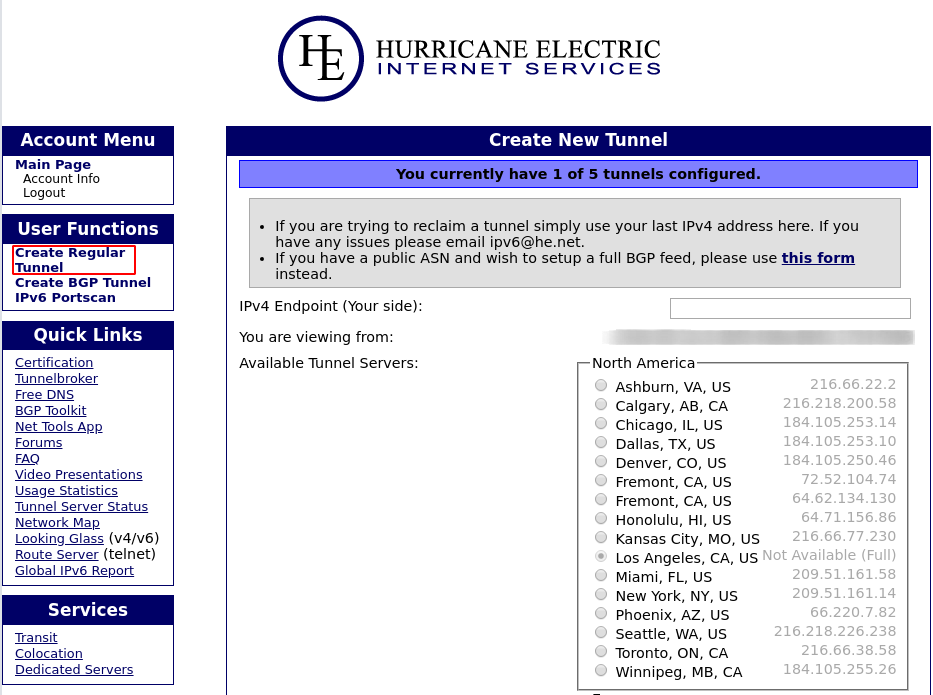 HE
HURRICANE ELECTRIC
INTERNET SERVICES
Account Menu
Main Page
Account Info
Logout
User Functions
Create Regular
Tunnel
Create BGP Tunnel
IPv6 Portscan
Quick Links
Certification
Tunnelbroker
Free DNS
BGP Toolkit
Net Tools App
Forums
FAQ
Video Presentations
Usage Statistics
Tunnel Server Status
Network Map
Looking Glass (v4/v6)
Route Server (telnet)
Global IPv6 Report
Services
Transit
Colocation
Dedicated Servers
Create New Tunnel
You currently have 1 of 5 tunnels configured.
• If you are trying to reclaim a tunnel simply use your last IPv4 address here. If you
have any issues please email ipv6@he.net.
• If you have a public ASN and wish to setup a full BGP feed, please use this form
instead.
IPv4 Endpoint (Your side):
You are viewing from:
Available Tunnel Servers:
North America
Ashburn, VA, US 216.66.22.2
Calgary, AB, CA 216.218.200.58
Chicago, IL, US 184.105.253.14
Dallas, TX, US 184.105.253.10
Denver, CO, US 184.105.250.46
Fremont, CA, US 72.52.104.74
Fremont, CA, US 64.62.134.130
Honolulu, HI, US 64.71.156.86
Kansas City, MO, US 216.66.77.230
Los Angeles, CA, US Not Available (Full)
Miami, FL, US 209.51.161.58
New York, NY, US 209.51.161.14
Phoenix, AZ, US 66.220.7.82
Seattle, WA, US 216.218.226.238
Toronto, ON, CA 216.66.38.58
Winnipeg, MB, CA 184.105.255.26